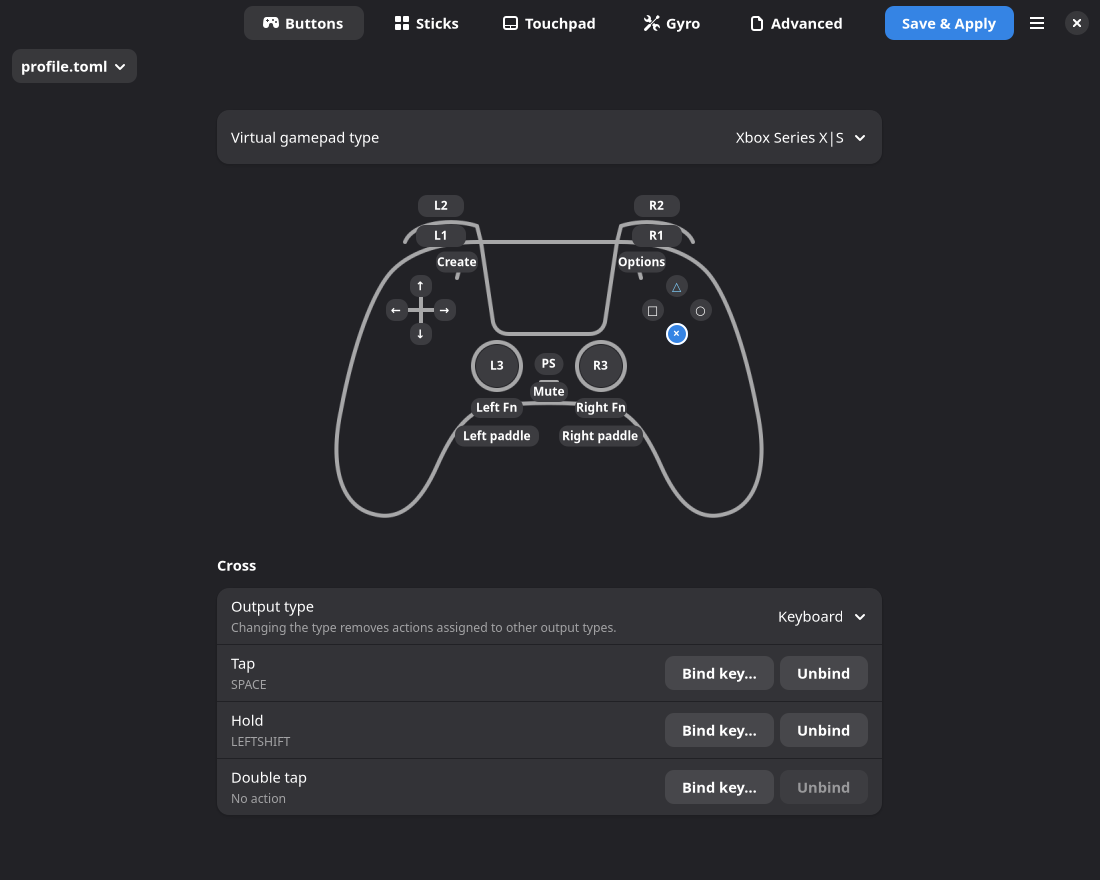 Buttons
Sticks
Touchpad
Gyro
Advanced
Save & Apply
profile.toml
Virtual gamepad type
Xbox Series X|S
L2
R2
L1
R1
Create
Options
↑
△
←
→
□
○
↓
×
L3
PS
R3
Mute
Left Fn
Right Fn
Left paddle
Right paddle
Cross
Output type
Changing the type removes actions assigned to other output types.
Keyboard
Tap
SPACE
Bind key...
Unbind
Hold
LEFTSHIFT
Bind key...
Unbind
Double tap
No action
Bind key...
Unbind